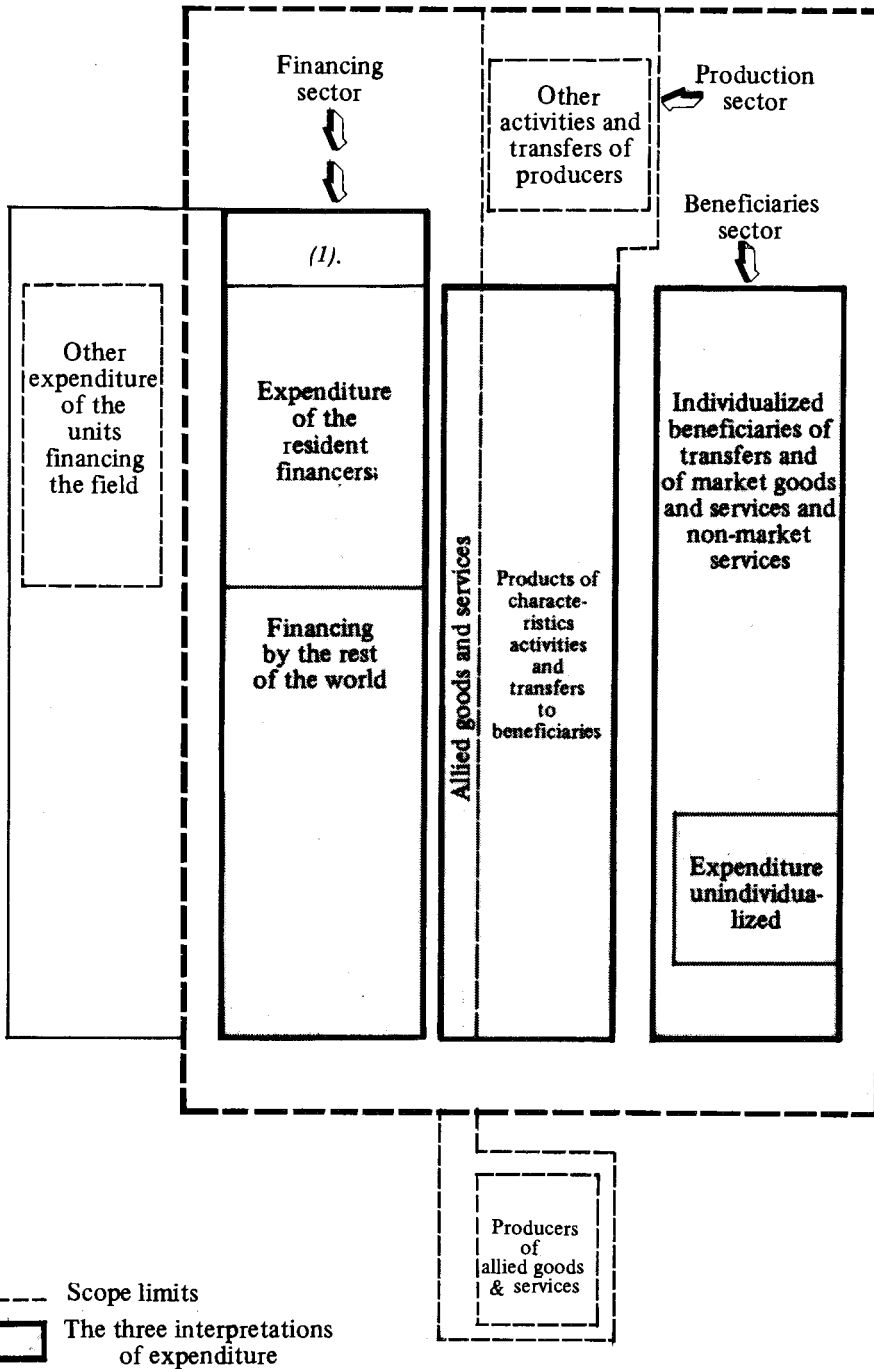 Financing
sector
Other
activities and
transfers of
producers
Production
sector
Beneficiaries
sector
(1).
Other
expenditure
of the
units
financing
the field
Expenditure
of the
resident
financers;
Financing
by the rest
of the world
Allied goods and services
Products of
characte-
ristics
activities
and
transfers
to
beneficiaries
Individualized
beneficiaries of
transfers and
of market goods
and services and
non-market
services
Expenditure
unindividua-
lized
Producers
of
allied goods
& services
Scope limits
The three interpretations
of expenditure